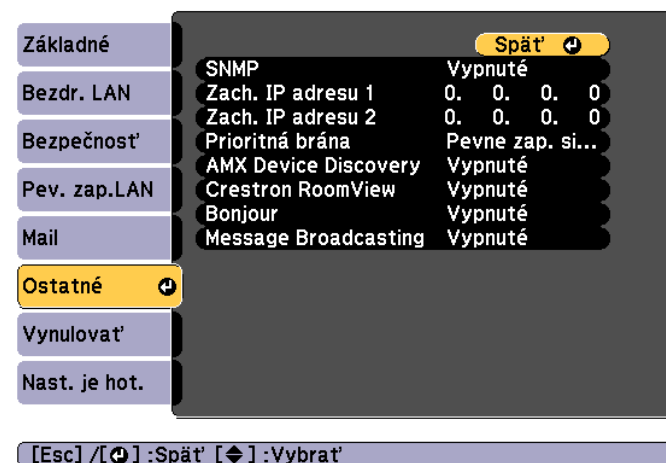 Základné
Bezdr. LAN
Bezpečnosť
Pev. zap.LAN
Mail
Ostatné
Vynulovať
Nast. je hot.
Späť
SNMP Vypnuté
Zach. IP adresu 1 0. 0. 0. 0
Zach. IP adresu 2 0. 0. 0. 0
Prioritná brána Pevne zap. si...
AMX Device Discovery Vypnuté
Crestron RoomView Vypnuté
Bonjour Vypnuté
Message Broadcasting Vypnuté
[Esc] /[⏎] :Späť [◆] :Vybrať